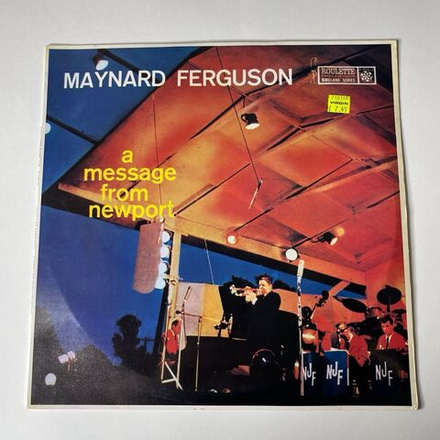 MAYNARD FERGUSON
ROULETTE
BIRDLAND SERIES
VIRGIN
a
message
from
newport
NJF
NJF
NJF